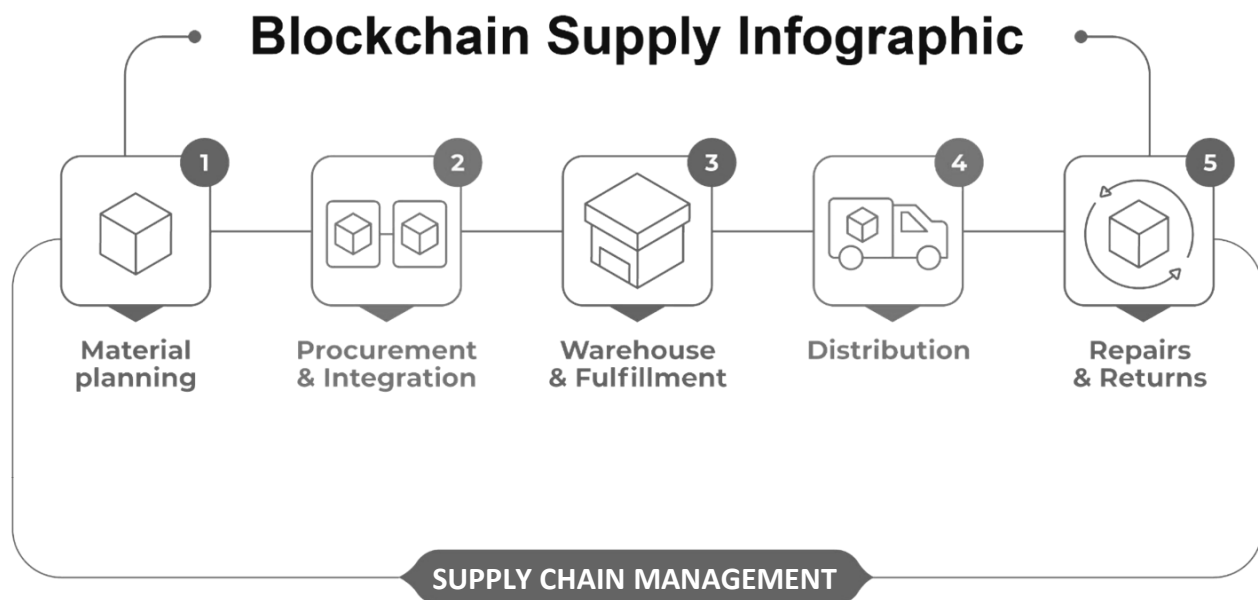 Blockchain Supply Infographic
1
2
3
4
5
Material
planning
Procurement
& Integration
Warehouse
& Fulfillment
Distribution
Repairs
& Returns
SUPPLY CHAIN MANAGEMENT